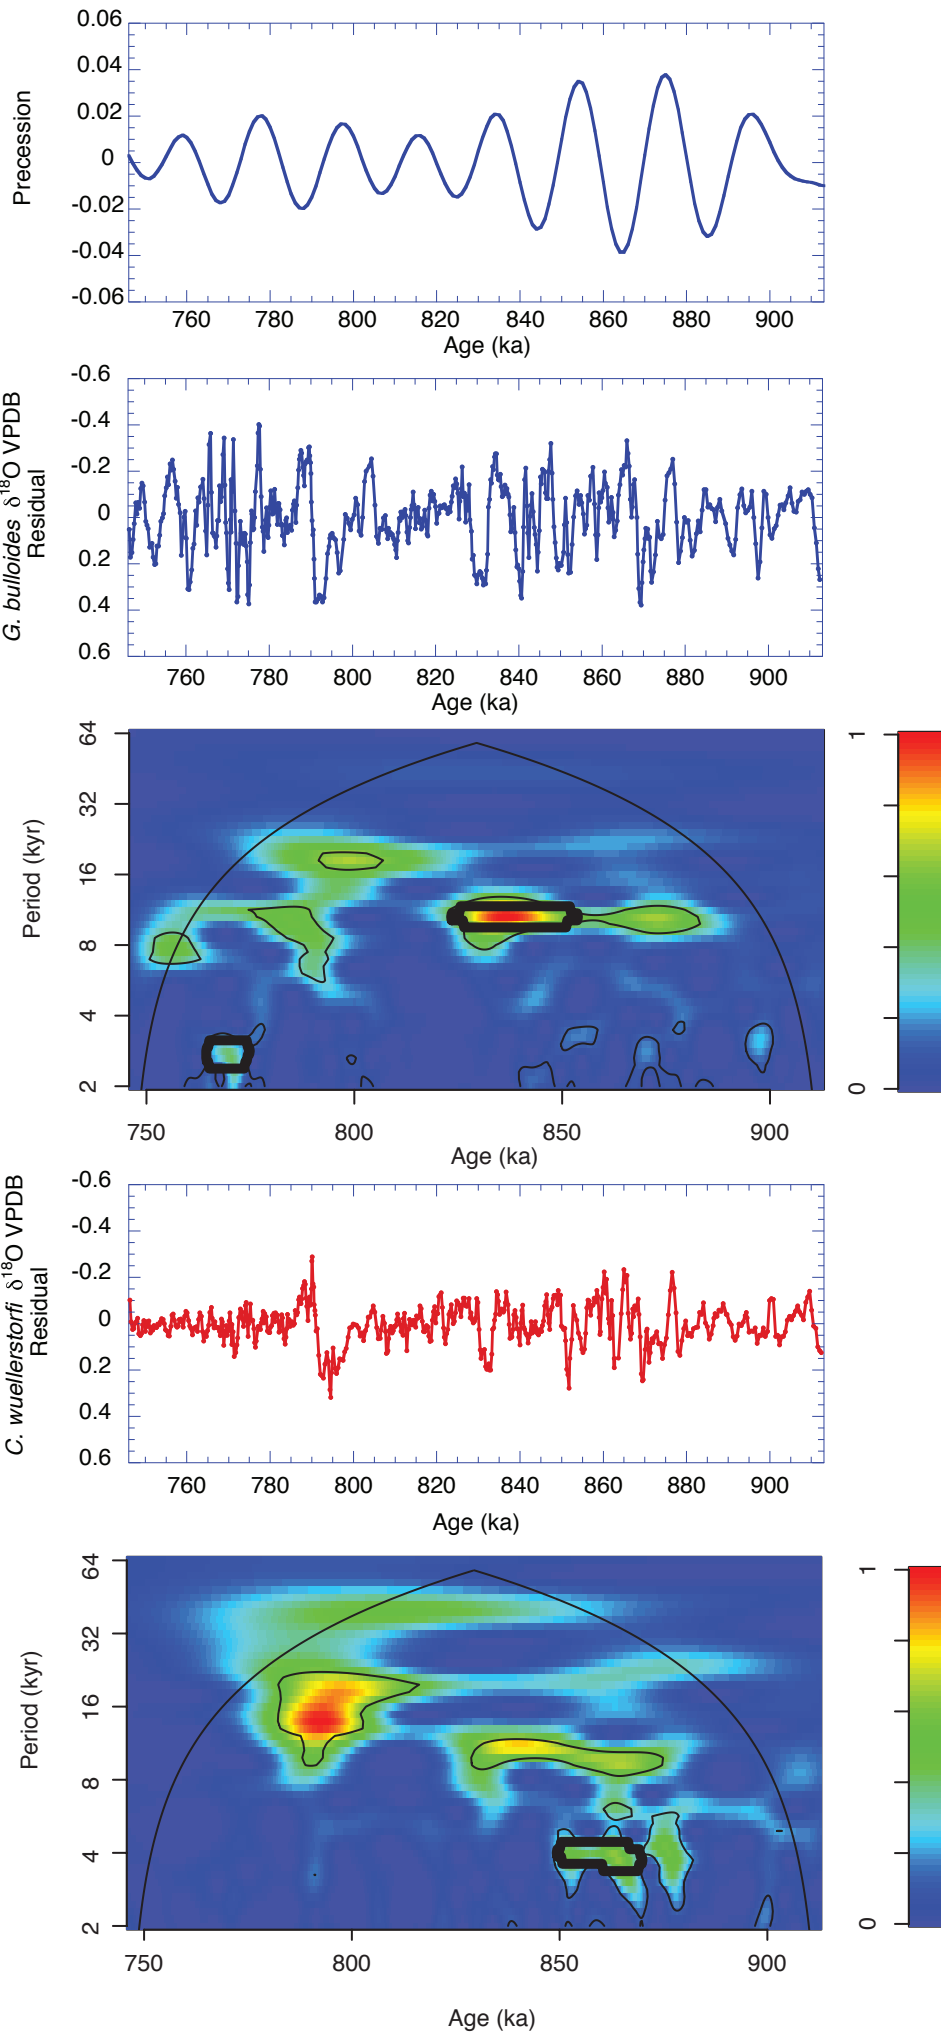 0.06
0.04
0.02
0
-0.02
-0.04
-0.06
Precession
760 780 800 820 840 860 880 900
Age (ka)
-0.6
-0.4
-0.2
0
0.2
0.4
0.6
G. bulloides δ18O VPDB
Residual
760 780 800 820 840 860 880 900
Age (ka)
64
32
16
8
4
2
Period (kyr)
1
0
750 800 850 900
Age (ka)
-0.6
-0.4
-0.2
0
0.2
0.4
0.6
C. wuellerstorfi δ18O VPDB
Residual
760 780 800 820 840 860 880 900
Age (ka)
64
32
16
8
4
2
Period (kyr)
1
0
750 800 850 900
Age (ka)